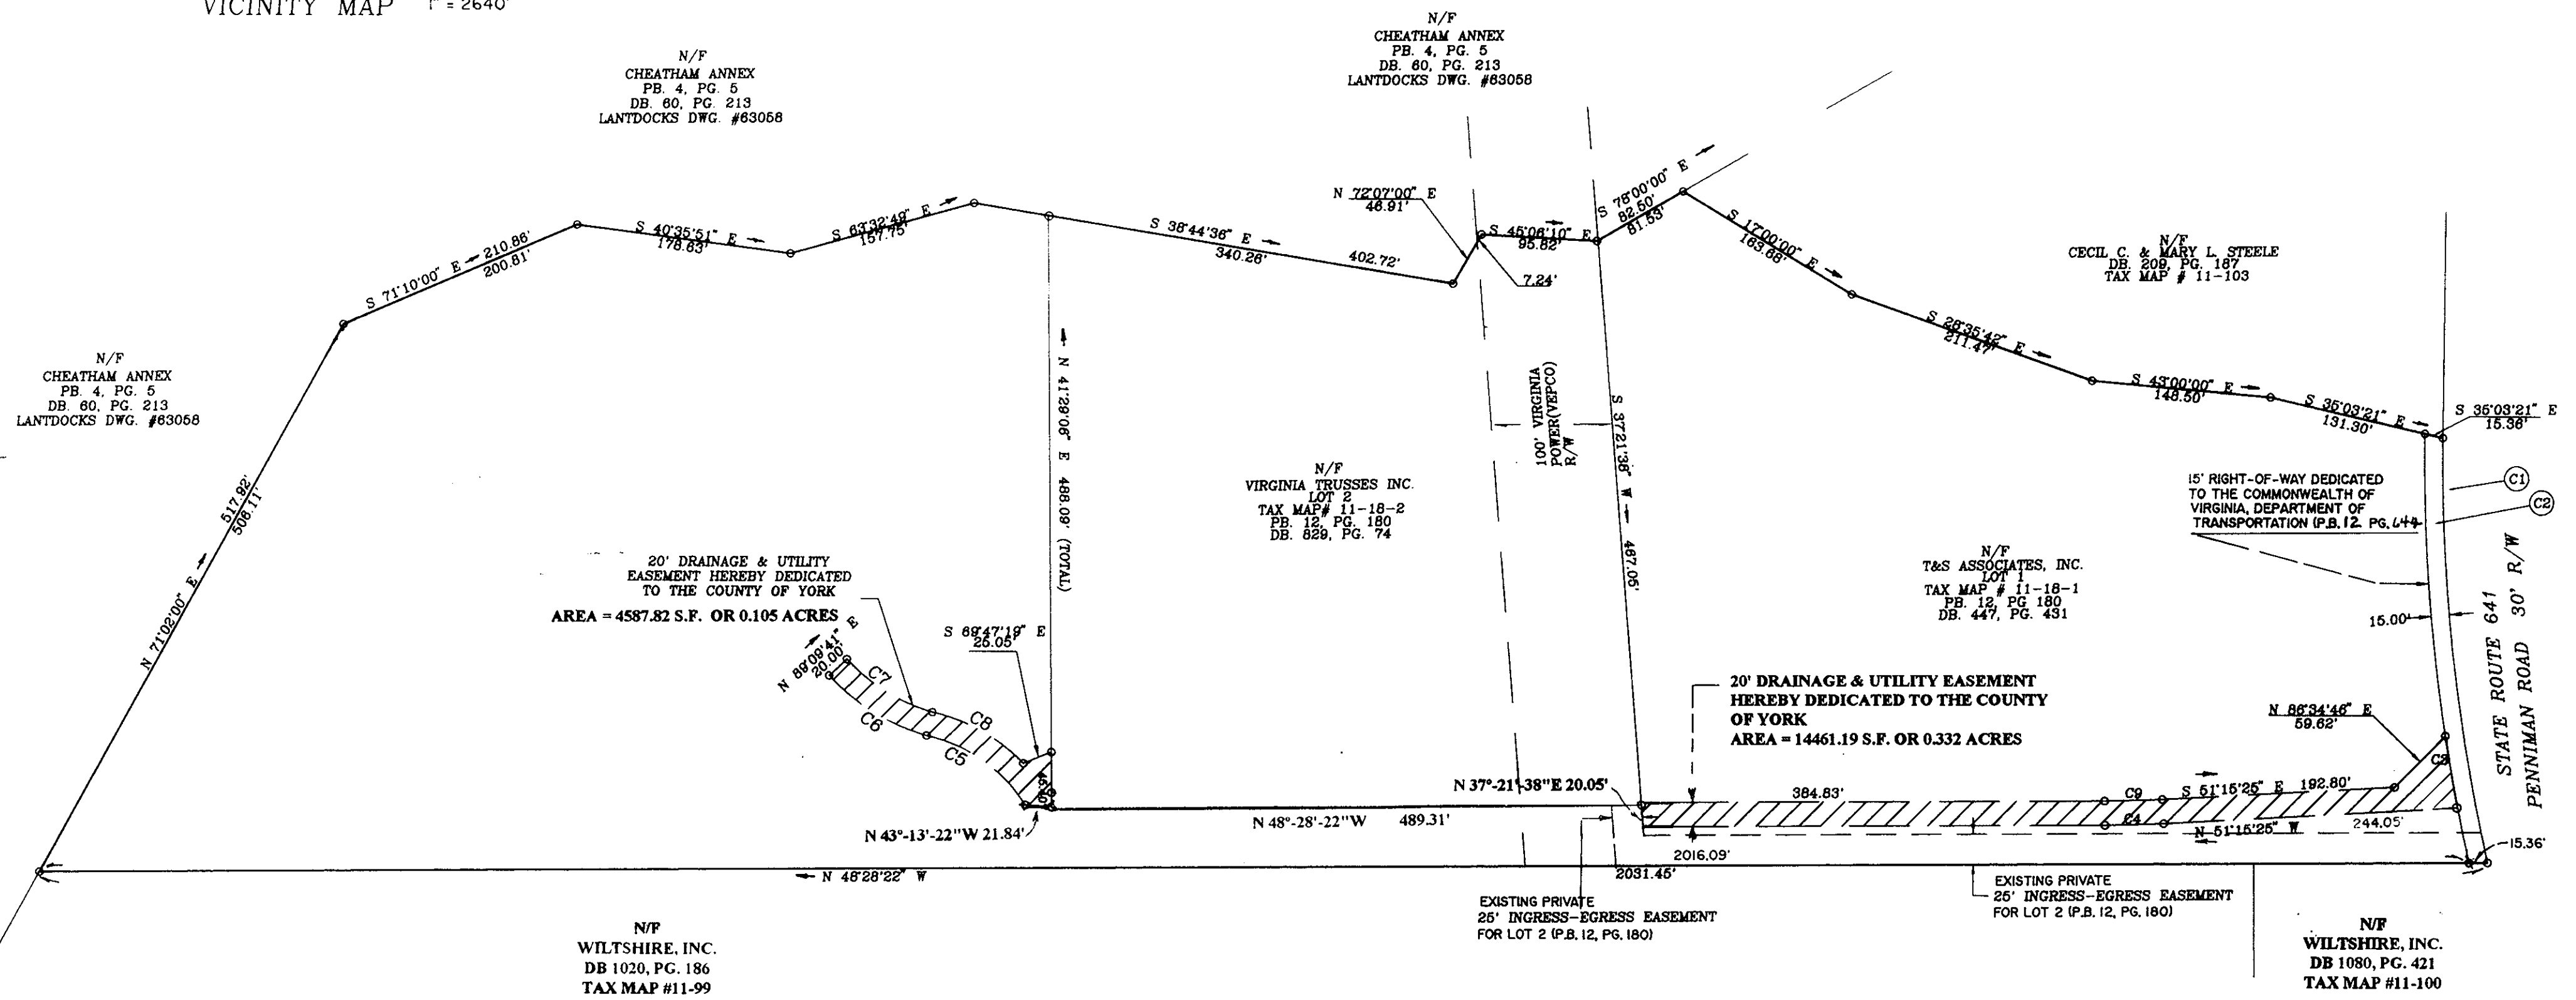 VICINITY MAP 1" = 2640'
N/F
CHEATHAM ANNEX
PB. 4, PG. 5
DB. 60, PG. 213
LANTDOCKS DWG. #63058
N/F
CHEATHAM ANNEX
PB. 4, PG. 5
DB. 60, PG. 213
LANTDOCKS DWG. #63058
N/F
CHEATHAM ANNEX
PB. 4, PG. 5
DB. 60, PG. 213
LANTDOCKS DWG. #63058
N 71°02'00" E
517.92'
508.11'
S 71°10'00" E 210.86'
200.81'
S 40°35'51" E
178.63'
S 63°32'49" E
157.75'
S 38°44'36" E
340.26'
402.72'
N 72°07'00" E
46.91'
S 45°06'10" E
95.82'
7.24'
S 78°00'00" E
82.50'
81.53'
S 17°00'00" E
163.68'
S 28°35'42" E
211.47'
S 43°00'00" E
148.50'
S 35°03'21" E
131.30'
S 35°03'21" E
15.36'
N/F
CECIL C. & MARY L. STEELE
DB. 209, PG. 187
TAX MAP # 11-103
N 41°29'06" E 488.09' (TOTAL)
100' VIRGINIA
POWER(VEPCO)
R/W
S 37°21'38" W 467.05'
N/F
VIRGINIA TRUSSES INC.
LOT 2
TAX MAP# 11-18-2
PB. 12, PG. 180
DB. 829, PG. 74
15' RIGHT-OF-WAY DEDICATED
TO THE COMMONWEALTH OF
VIRGINIA, DEPARTMENT OF
TRANSPORTATION (P.B. 12 PG. 644
C1
C2
N/F
T&S ASSOCIATES, INC.
LOT 1
TAX MAP # 11-18-1
PB. 12, PG 180
DB. 447, PG. 431
15.00'
STATE ROUTE 641
PENNIMAN ROAD 30' R/W
20' DRAINAGE & UTILITY
EASEMENT HEREBY DEDICATED
TO THE COUNTY OF YORK
AREA = 4587.82 S.F. OR 0.105 ACRES
N 89°09'41" E
20.00'
S 69°47'19" E
26.05'
C7
C6
C8
C5
20' DRAINAGE & UTILITY EASEMENT
HEREBY DEDICATED TO THE COUNTY
OF YORK
AREA = 14461.19 S.F. OR 0.332 ACRES
N 86°34'46" E
59.62'
C3
N 37°-21'-38"E 20.05'
384.83'
C9
S 51°15'25" E 192.80'
C4
N 51°15'25" W
244.05'
N 43°-13'-22"W 21.84'
N 48°-28'-22"W 489.31'
2016.09'
2031.45'
15.36'
N 48°28'22" W
EXISTING PRIVATE
25' INGRESS-EGRESS EASEMENT
FOR LOT 2 (P.B. 12, PG. 180)
EXISTING PRIVATE
25' INGRESS-EGRESS EASEMENT
FOR LOT 2 (P.B. 12, PG. 180)
N/F
WILTSHIRE, INC.
DB 1020, PG. 186
TAX MAP #11-99
N/F
WILTSHIRE, INC.
DB 1080, PG. 421
TAX MAP #11-100